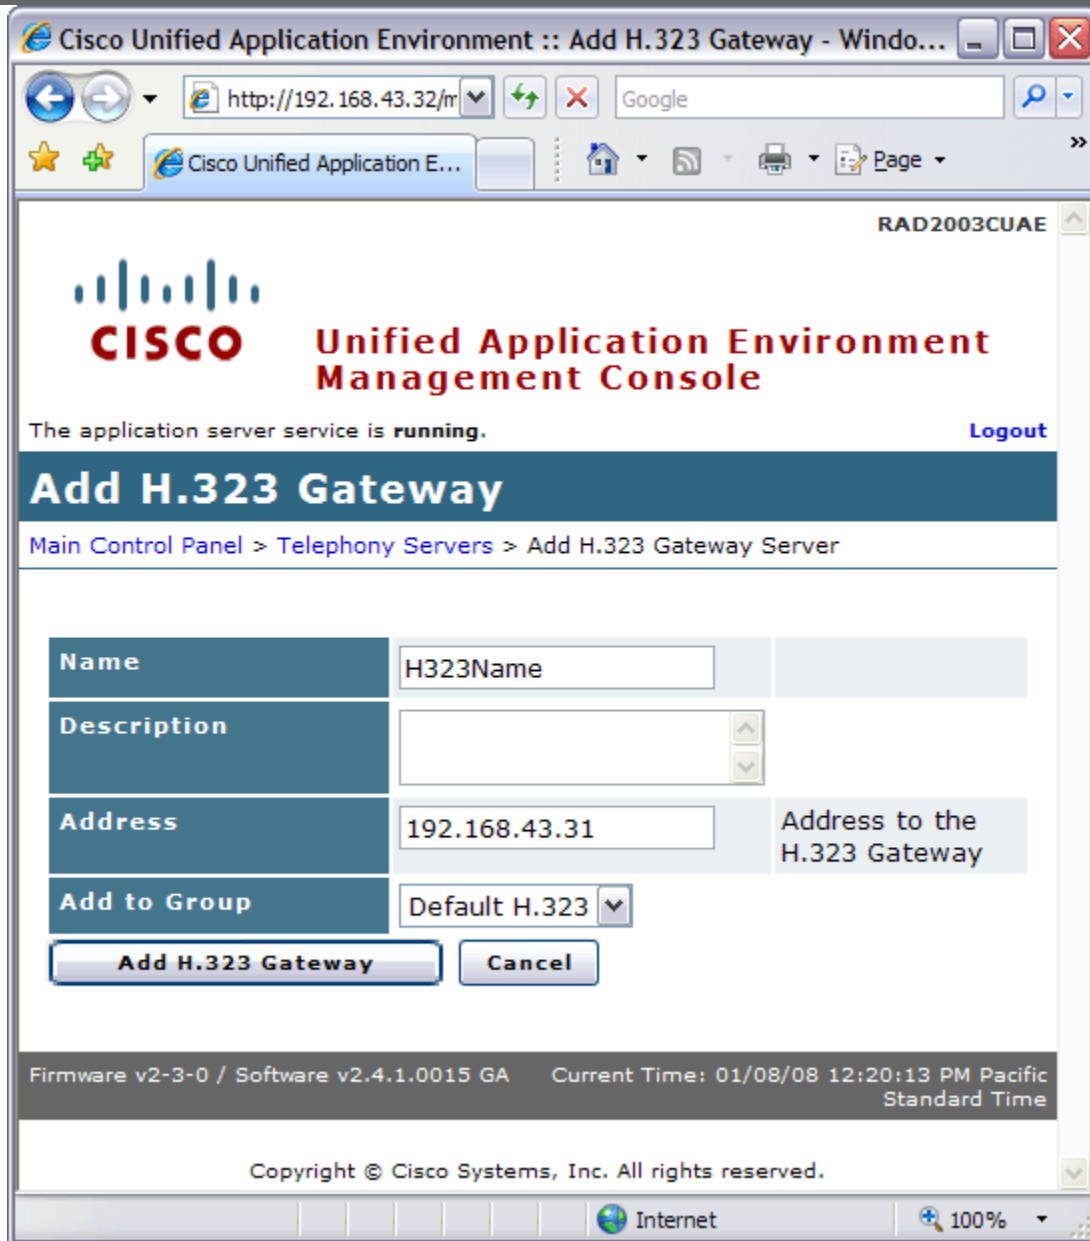 Cisco Unified Application Environment :: Add H.323 Gateway - Windo...
http://192.168.43.32/m
Google
Cisco Unified Application E...
Page
»
RAD2003CUAE
CISCO
Unified Application Environment
Management Console
The application server service is running.
Logout
Add H.323 Gateway
Main Control Panel > Telephony Servers > Add H.323 Gateway Server
Name
H323Name
Description
Address
192.168.43.31
Address to the
H.323 Gateway
Add to Group
Default H.323
Add H.323 Gateway
Cancel
Firmware v2-3-0 / Software v2.4.1.0015 GA
Current Time: 01/08/08 12:20:13 PM Pacific
Standard Time
Copyright © Cisco Systems, Inc. All rights reserved.
Internet
100%